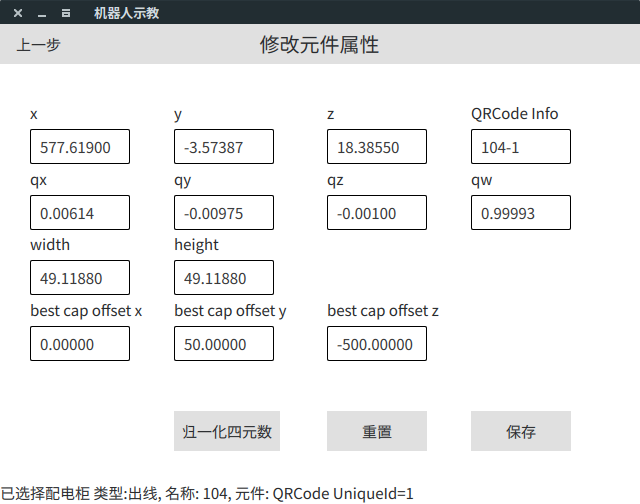 机器人示教
上一步 修改元件属性
x y z QRCode Info
577.61900 -3.57387 18.38550 104-1
qx qy qz qw
0.00614 -0.00975 -0.00100 0.99993
width height
49.11880 49.11880
best cap offset x best cap offset y best cap offset z
0.00000 50.00000 -500.00000
归一化四元数 重置 保存
已选择配电柜 类型:出线, 名称: 104, 元件: QRCode UniqueId=1